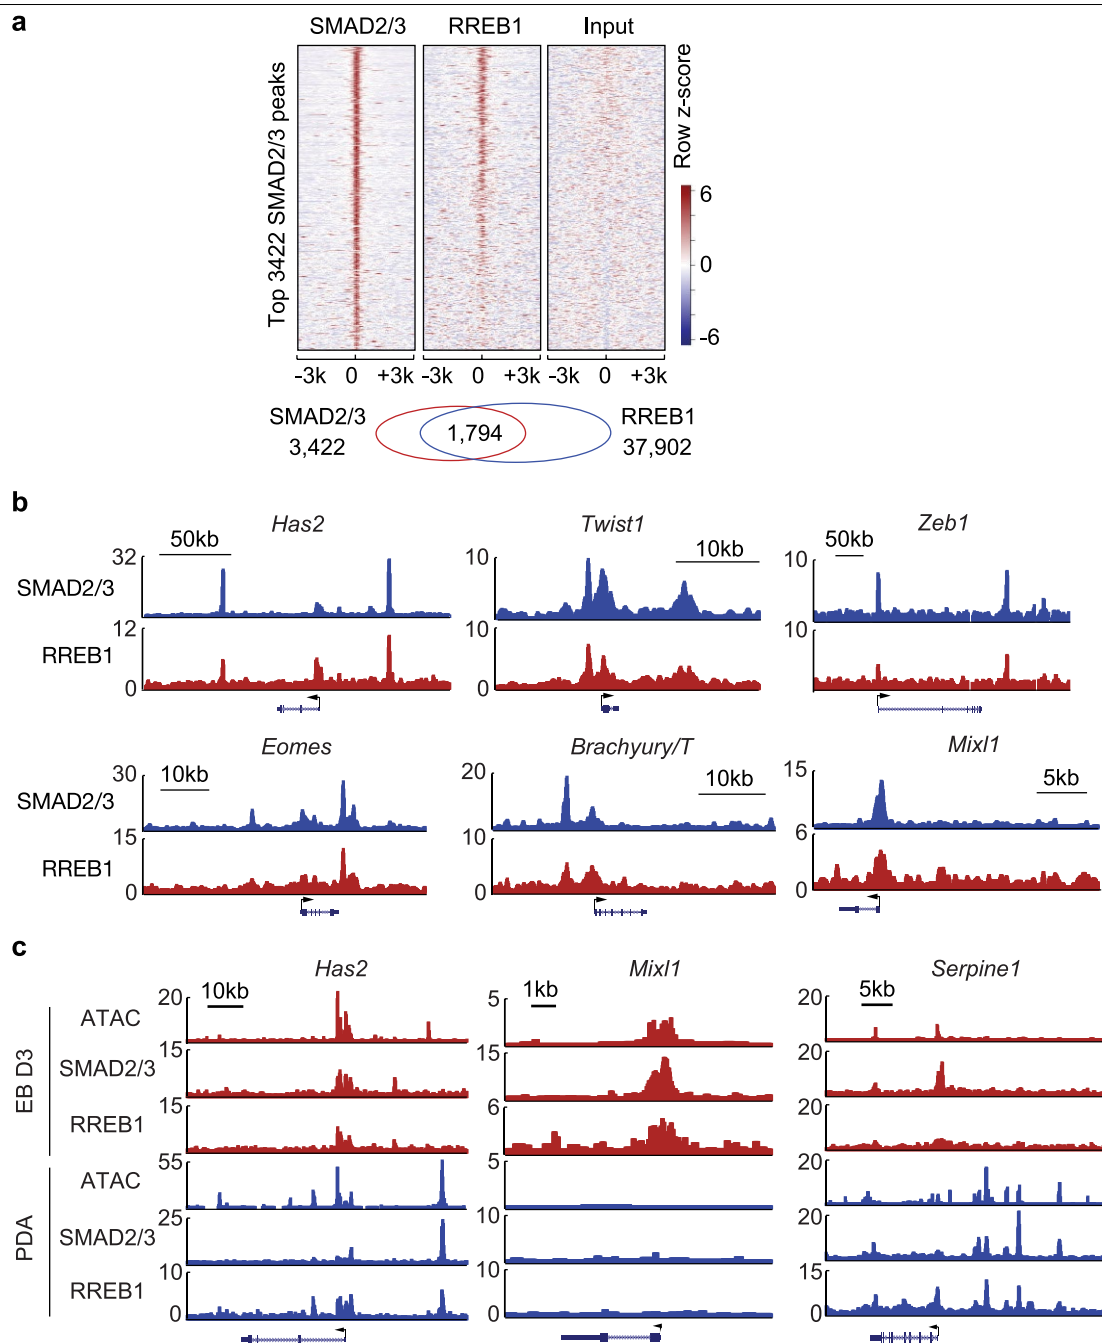 a
SMAD2/3 RREB1 Input
Top 3422 SMAD2/3 peaks
Row z-score
6
0
-6
-3k 0 +3k -3k 0 +3k -3k 0 +3k
SMAD2/3
3,422
1,794
RREB1
37,902
b
Has2 Twist1 Zeb1
50kb 10kb 50kb
SMAD2/3
32 10 10
RREB1
12 10 10
0 0 0
Eomes Brachyury/T Mixl1
10kb 10kb 5kb
SMAD2/3
30 20 15
RREB1
15 10 6
0 0 0
c
Has2 Mixl1 Serpine1
10kb 1kb 5kb
EB D3
ATAC
20 5 20
SMAD2/3
15 15 20
RREB1
15 6 20
PDA
ATAC
55 5 20
SMAD2/3
25 10 20
RREB1
10 10 15
0 0 0